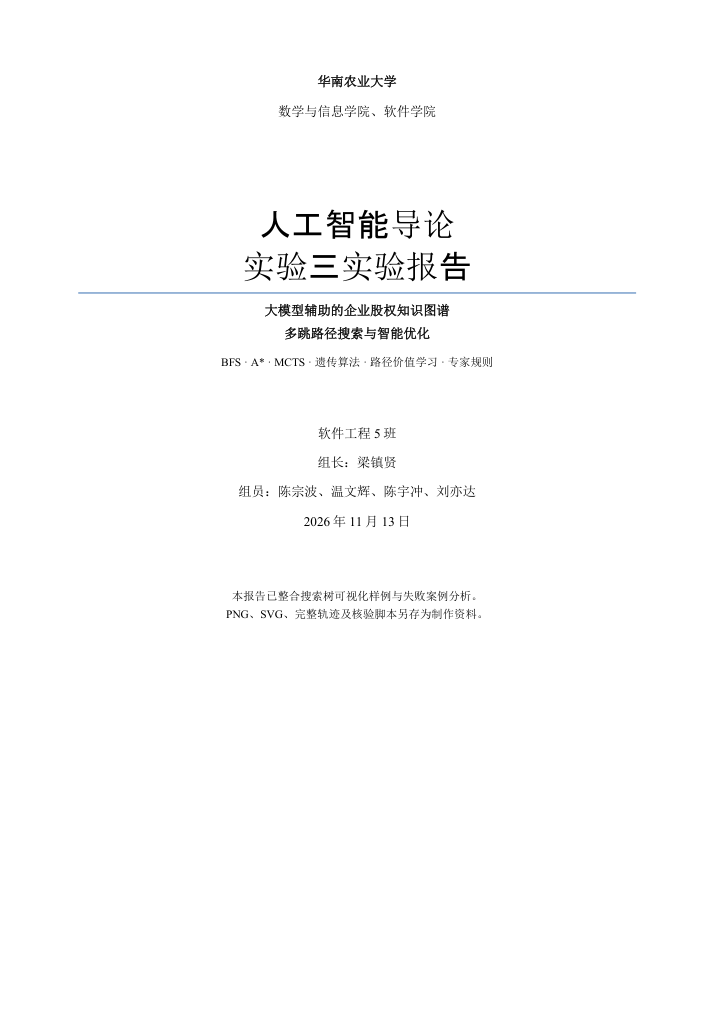 华南农业大学
数学与信息学院、软件学院
人工智能导论
实验三实验报告
大模型辅助的企业股权知识图谱
多跳路径搜索与智能优化
BFS · A* · MCTS · 遗传算法 · 路径价值学习 · 专家规则
软件工程 5 班
组长：梁镇贤
组员：陈宗波、温文辉、陈宇冲、刘亦达
2026 年 11 月 13 日
本报告已整合搜索树可视化样例与失败案例分析。
PNG、SVG、完整轨迹及核验脚本另存为制作资料。